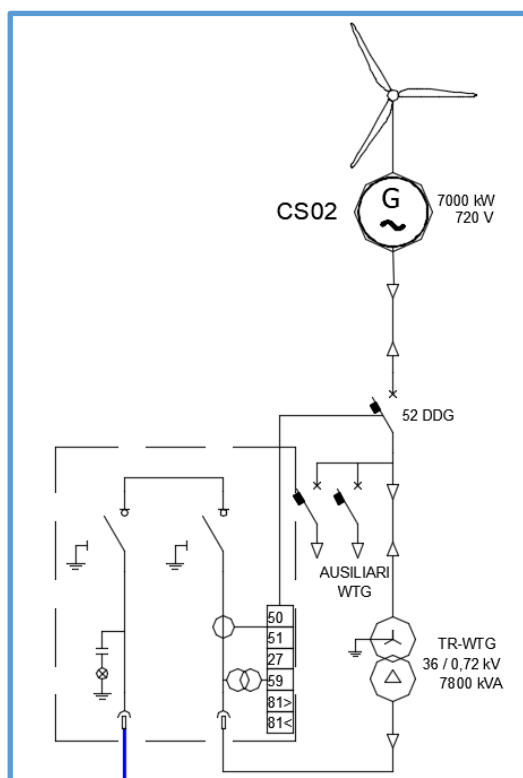 G
CS02
7000 kW
720 V
52 DDG
AUSILIARI
WTG
50
51
27
59
81>
81<
TR-WTG
36 / 0,72 kV
7800 kVA